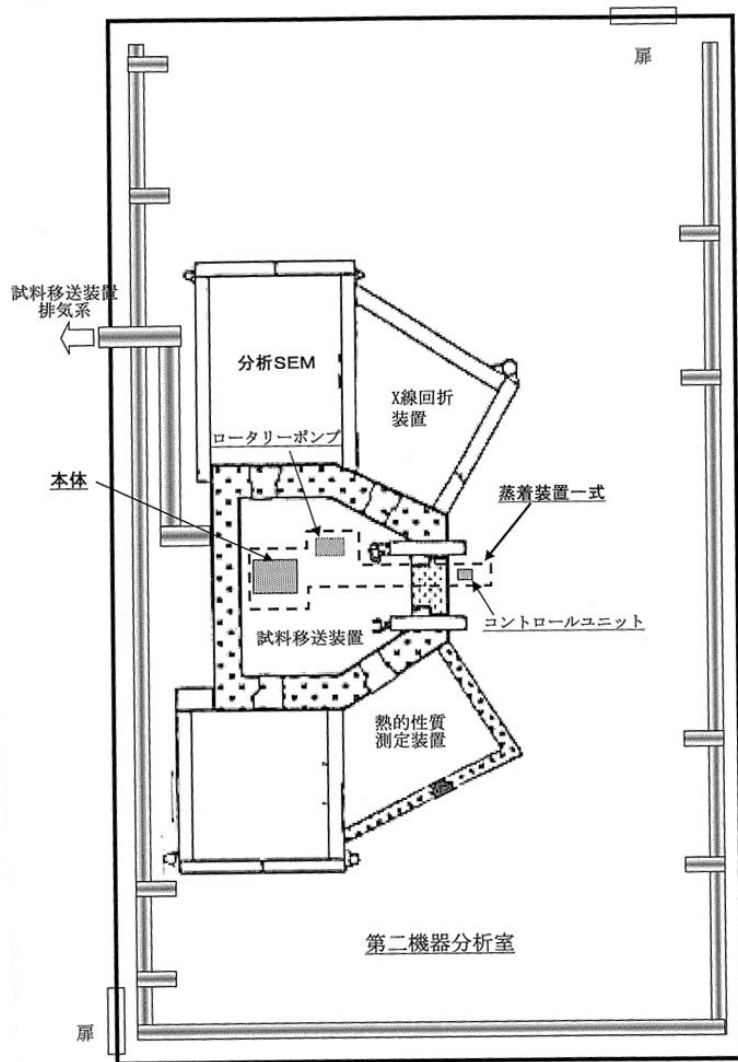 扉
試料移送装置
排気系
分析SEM
X線回折
装置
ロータリーポンプ
本体
蒸着装置一式
試料移送装置
コントロールユニット
熱的性質
測定装置
第二機器分析室
扉